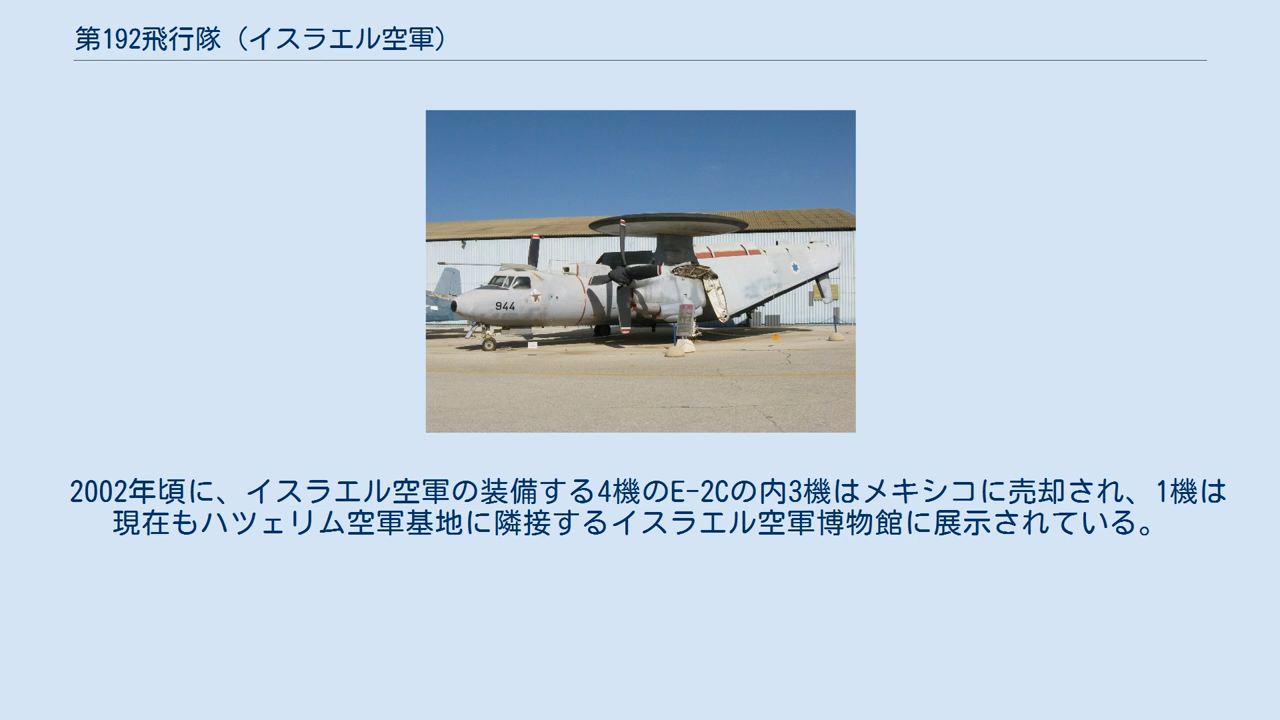 第192飛行隊（イスラエル空軍）
944
2002年頃に、イスラエル空軍の装備する4機のE-2Cの内3機はメキシコに売却され、1機は
現在もハツェリム空軍基地に隣接するイスラエル空軍博物館に展示されている。